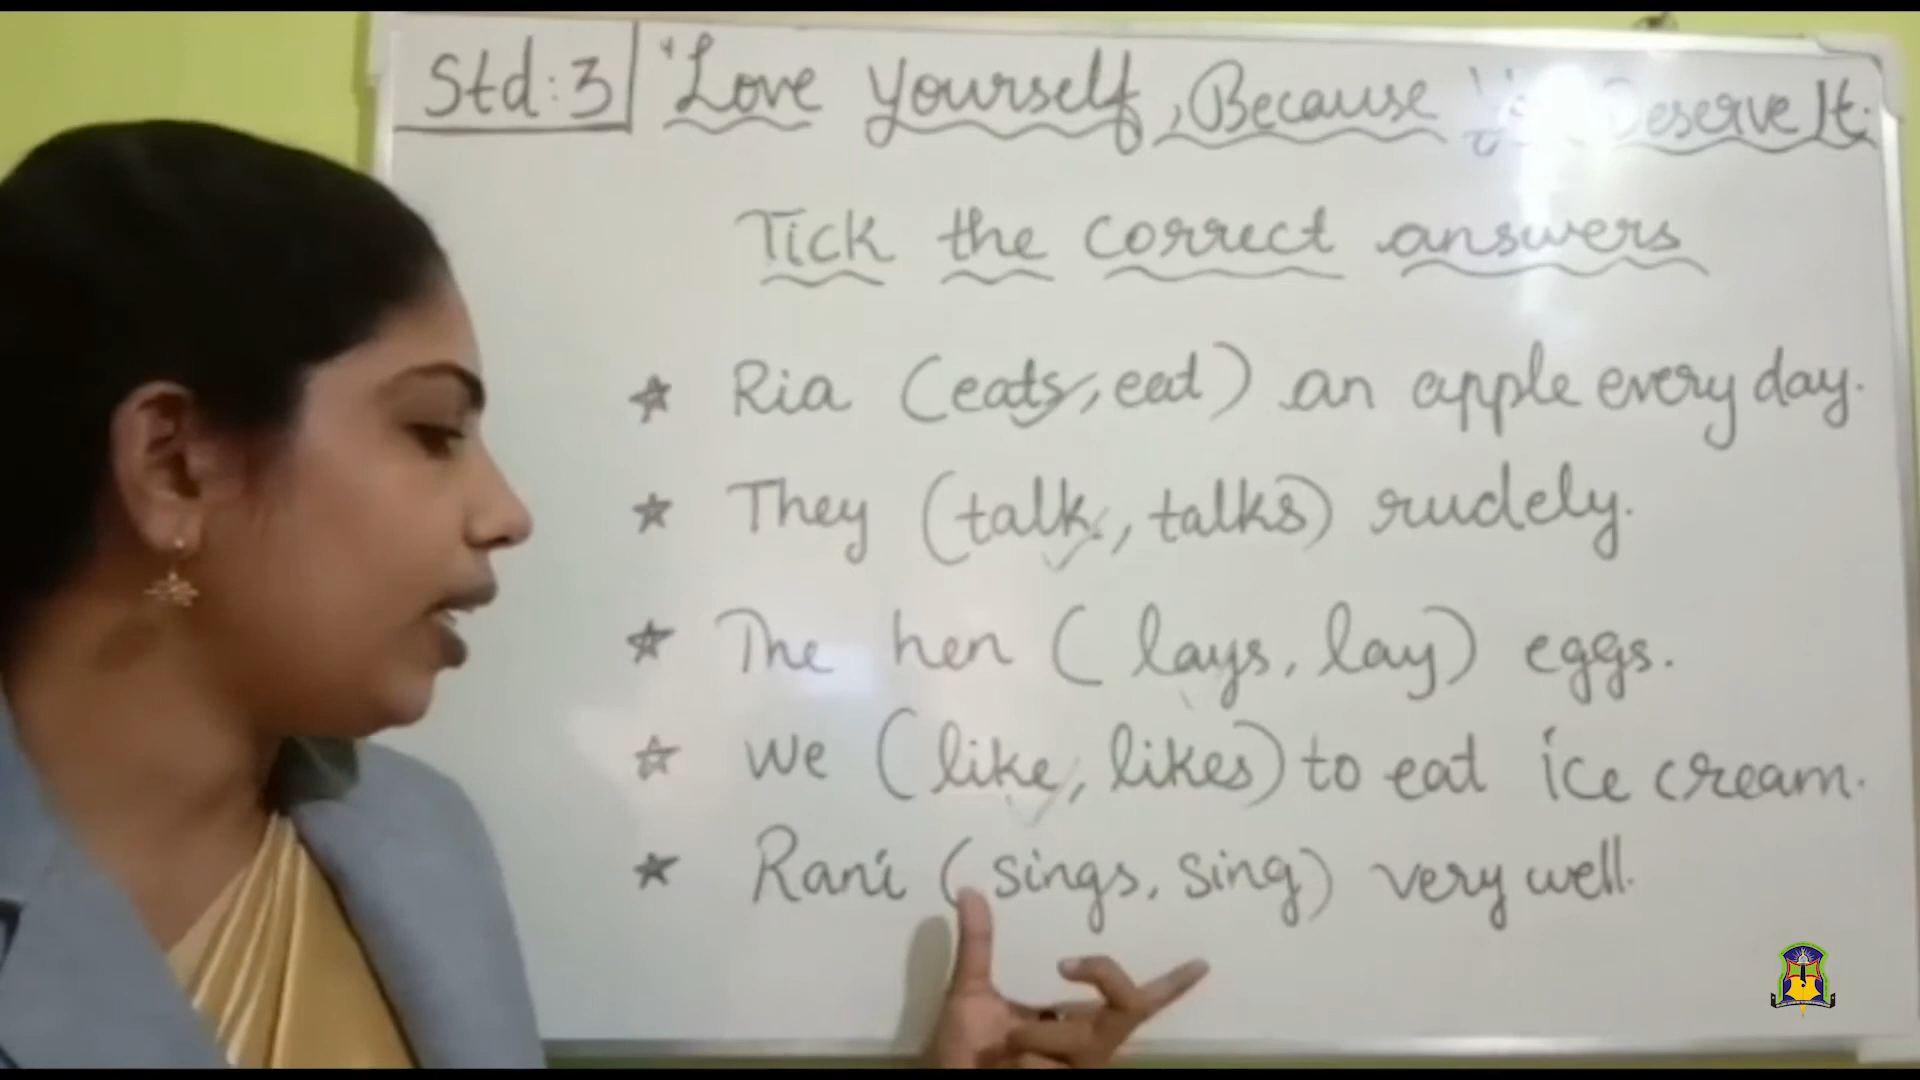 Std:3 'Love Yourself, Because Deserve It.
Tick the correct answers
☆ Ria (eats, eat) an apple every day.
☆ They (talk, talks) rudely.
☆ The hen (lays, lay) eggs.
☆ We (like, likes) to eat ice cream.
★ Rani (sings, sing) very well.